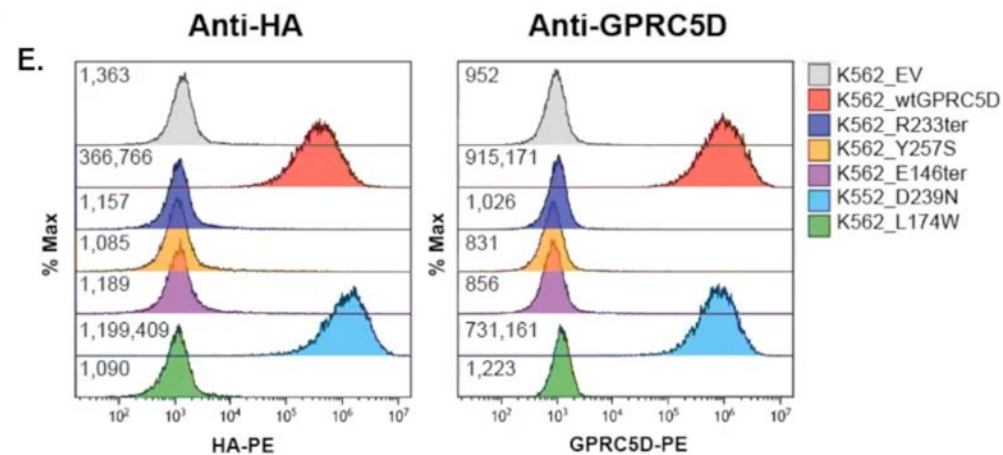 E.
Anti-HA
Anti-GPRC5D
% Max
1,363
366,766
1,157
1,085
1,189
1,199,409
1,090
10² 10³ 10⁴ 10⁵ 10⁶ 10⁷
HA-PE
% Max
952
915,171
1,026
831
856
731,161
1,223
10² 10³ 10⁴ 10⁵ 10⁶ 10⁷
GPRC5D-PE
K562_EV
K562_wtGPRC5D
K562_R233ter
K562_Y257S
K562_E146ter
K552_D239N
K562_L174W